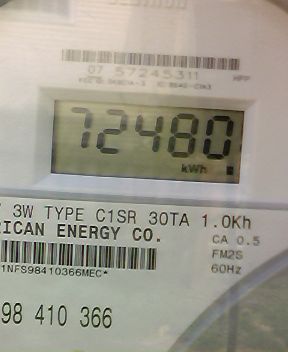 07 57245311
72480
kWh
3W TYPE C1SR 30TA 1.0Kh
RICAN ENERGY CO.
CA 0.5
FM2S
60Hz
1NFS98410366MEC*
98 410 366